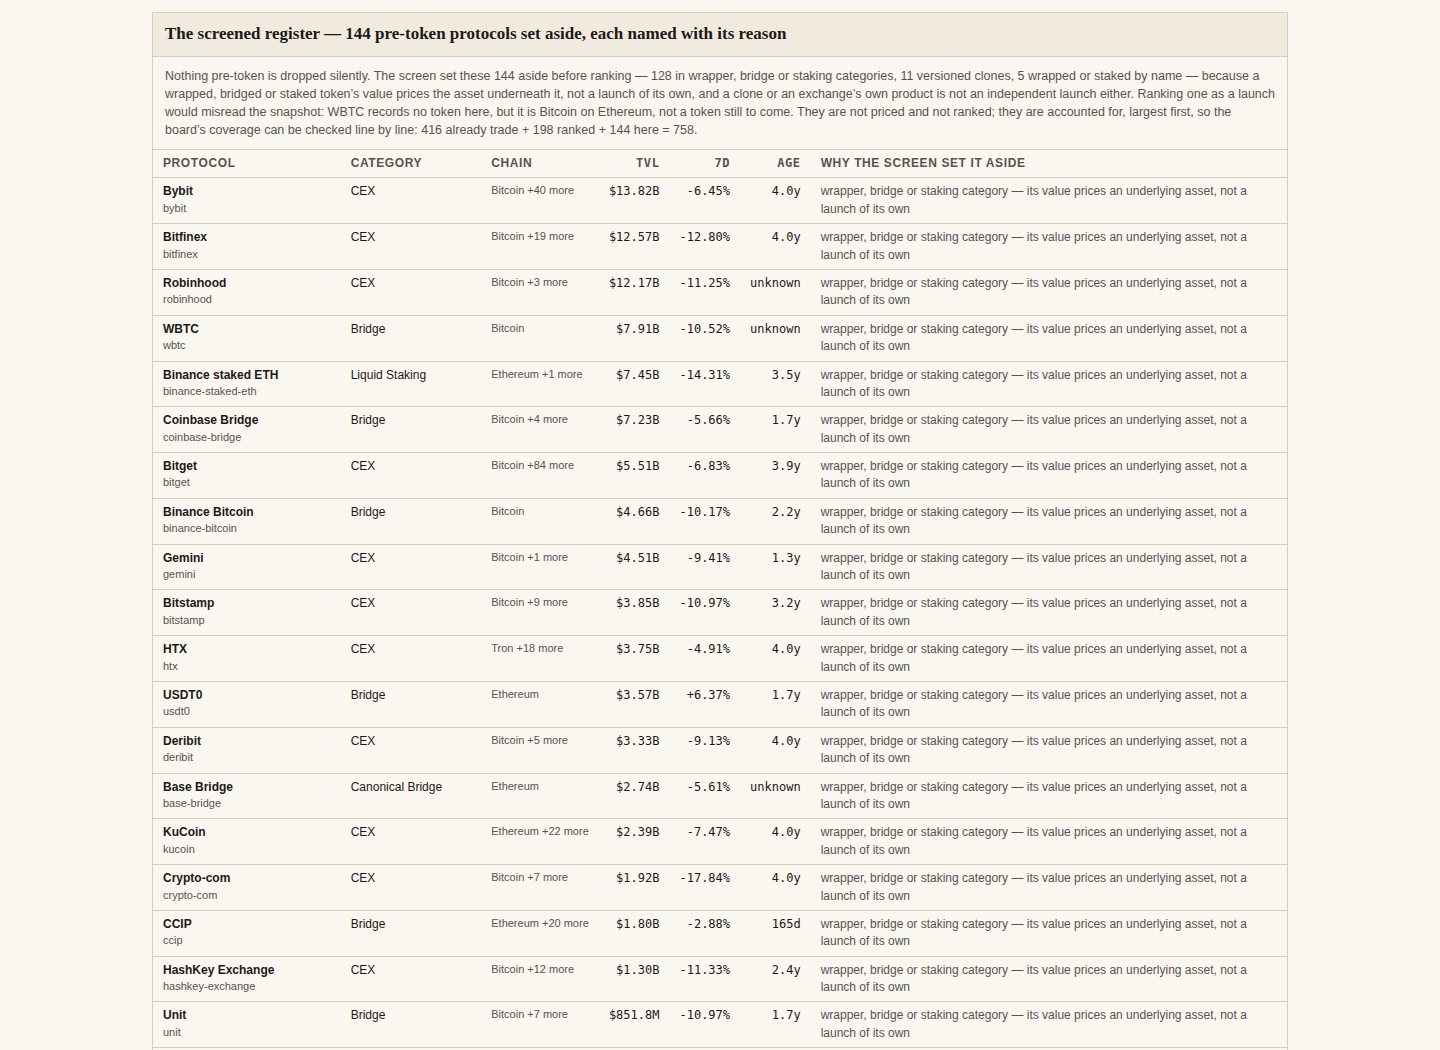 The screened register — 144 pre-token protocols set aside, each named with its reason
Nothing pre-token is dropped silently. The screen set these 144 aside before ranking — 128 in wrapper, bridge or staking categories, 11 versioned clones, 5 wrapped or staked by name — because a
wrapped, bridged or staked token’s value prices the asset underneath it, not a launch of its own, and a clone or an exchange’s own product is not an independent launch either. Ranking one as a launch
would misread the snapshot: WBTC records no token here, but it is Bitcoin on Ethereum, not a token still to come. They are not priced and not ranked; they are accounted for, largest first, so the
board’s coverage can be checked line by line: 416 already trade + 198 ranked + 144 here = 758.
PROTOCOL CATEGORY CHAIN TVL 7D AGE WHY THE SCREEN SET IT ASIDE
Bybit CEX Bitcoin +40 more $13.82B -6.45% 4.0y wrapper, bridge or staking category — its value prices an underlying asset, not a
bybit launch of its own
Bitfinex CEX Bitcoin +19 more $12.57B -12.80% 4.0y wrapper, bridge or staking category — its value prices an underlying asset, not a
bitfinex launch of its own
Robinhood CEX Bitcoin +3 more $12.17B -11.25% unknown wrapper, bridge or staking category — its value prices an underlying asset, not a
robinhood launch of its own
WBTC Bridge Bitcoin $7.91B -10.52% unknown wrapper, bridge or staking category — its value prices an underlying asset, not a
wbtc launch of its own
Binance staked ETH Liquid Staking Ethereum +1 more $7.45B -14.31% 3.5y wrapper, bridge or staking category — its value prices an underlying asset, not a
binance-staked-eth launch of its own
Coinbase Bridge Bridge Bitcoin +4 more $7.23B -5.66% 1.7y wrapper, bridge or staking category — its value prices an underlying asset, not a
coinbase-bridge launch of its own
Bitget CEX Bitcoin +84 more $5.51B -6.83% 3.9y wrapper, bridge or staking category — its value prices an underlying asset, not a
bitget launch of its own
Binance Bitcoin Bridge Bitcoin $4.66B -10.17% 2.2y wrapper, bridge or staking category — its value prices an underlying asset, not a
binance-bitcoin launch of its own
Gemini CEX Bitcoin +1 more $4.51B -9.41% 1.3y wrapper, bridge or staking category — its value prices an underlying asset, not a
gemini launch of its own
Bitstamp CEX Bitcoin +9 more $3.85B -10.97% 3.2y wrapper, bridge or staking category — its value prices an underlying asset, not a
bitstamp launch of its own
HTX CEX Tron +18 more $3.75B -4.91% 4.0y wrapper, bridge or staking category — its value prices an underlying asset, not a
htx launch of its own
USDT0 Bridge Ethereum $3.57B +6.37% 1.7y wrapper, bridge or staking category — its value prices an underlying asset, not a
usdt0 launch of its own
Deribit CEX Bitcoin +5 more $3.33B -9.13% 4.0y wrapper, bridge or staking category — its value prices an underlying asset, not a
deribit launch of its own
Base Bridge Canonical Bridge Ethereum $2.74B -5.61% unknown wrapper, bridge or staking category — its value prices an underlying asset, not a
base-bridge launch of its own
KuCoin CEX Ethereum +22 more $2.39B -7.47% 4.0y wrapper, bridge or staking category — its value prices an underlying asset, not a
kucoin launch of its own
Crypto-com CEX Bitcoin +7 more $1.92B -17.84% 4.0y wrapper, bridge or staking category — its value prices an underlying asset, not a
crypto-com launch of its own
CCIP Bridge Ethereum +20 more $1.80B -2.88% 165d wrapper, bridge or staking category — its value prices an underlying asset, not a
ccip launch of its own
HashKey Exchange CEX Bitcoin +12 more $1.30B -11.33% 2.4y wrapper, bridge or staking category — its value prices an underlying asset, not a
hashkey-exchange launch of its own
Unit Bridge Bitcoin +7 more $851.8M -10.97% 1.7y wrapper, bridge or staking category — its value prices an underlying asset, not a
unit launch of its own